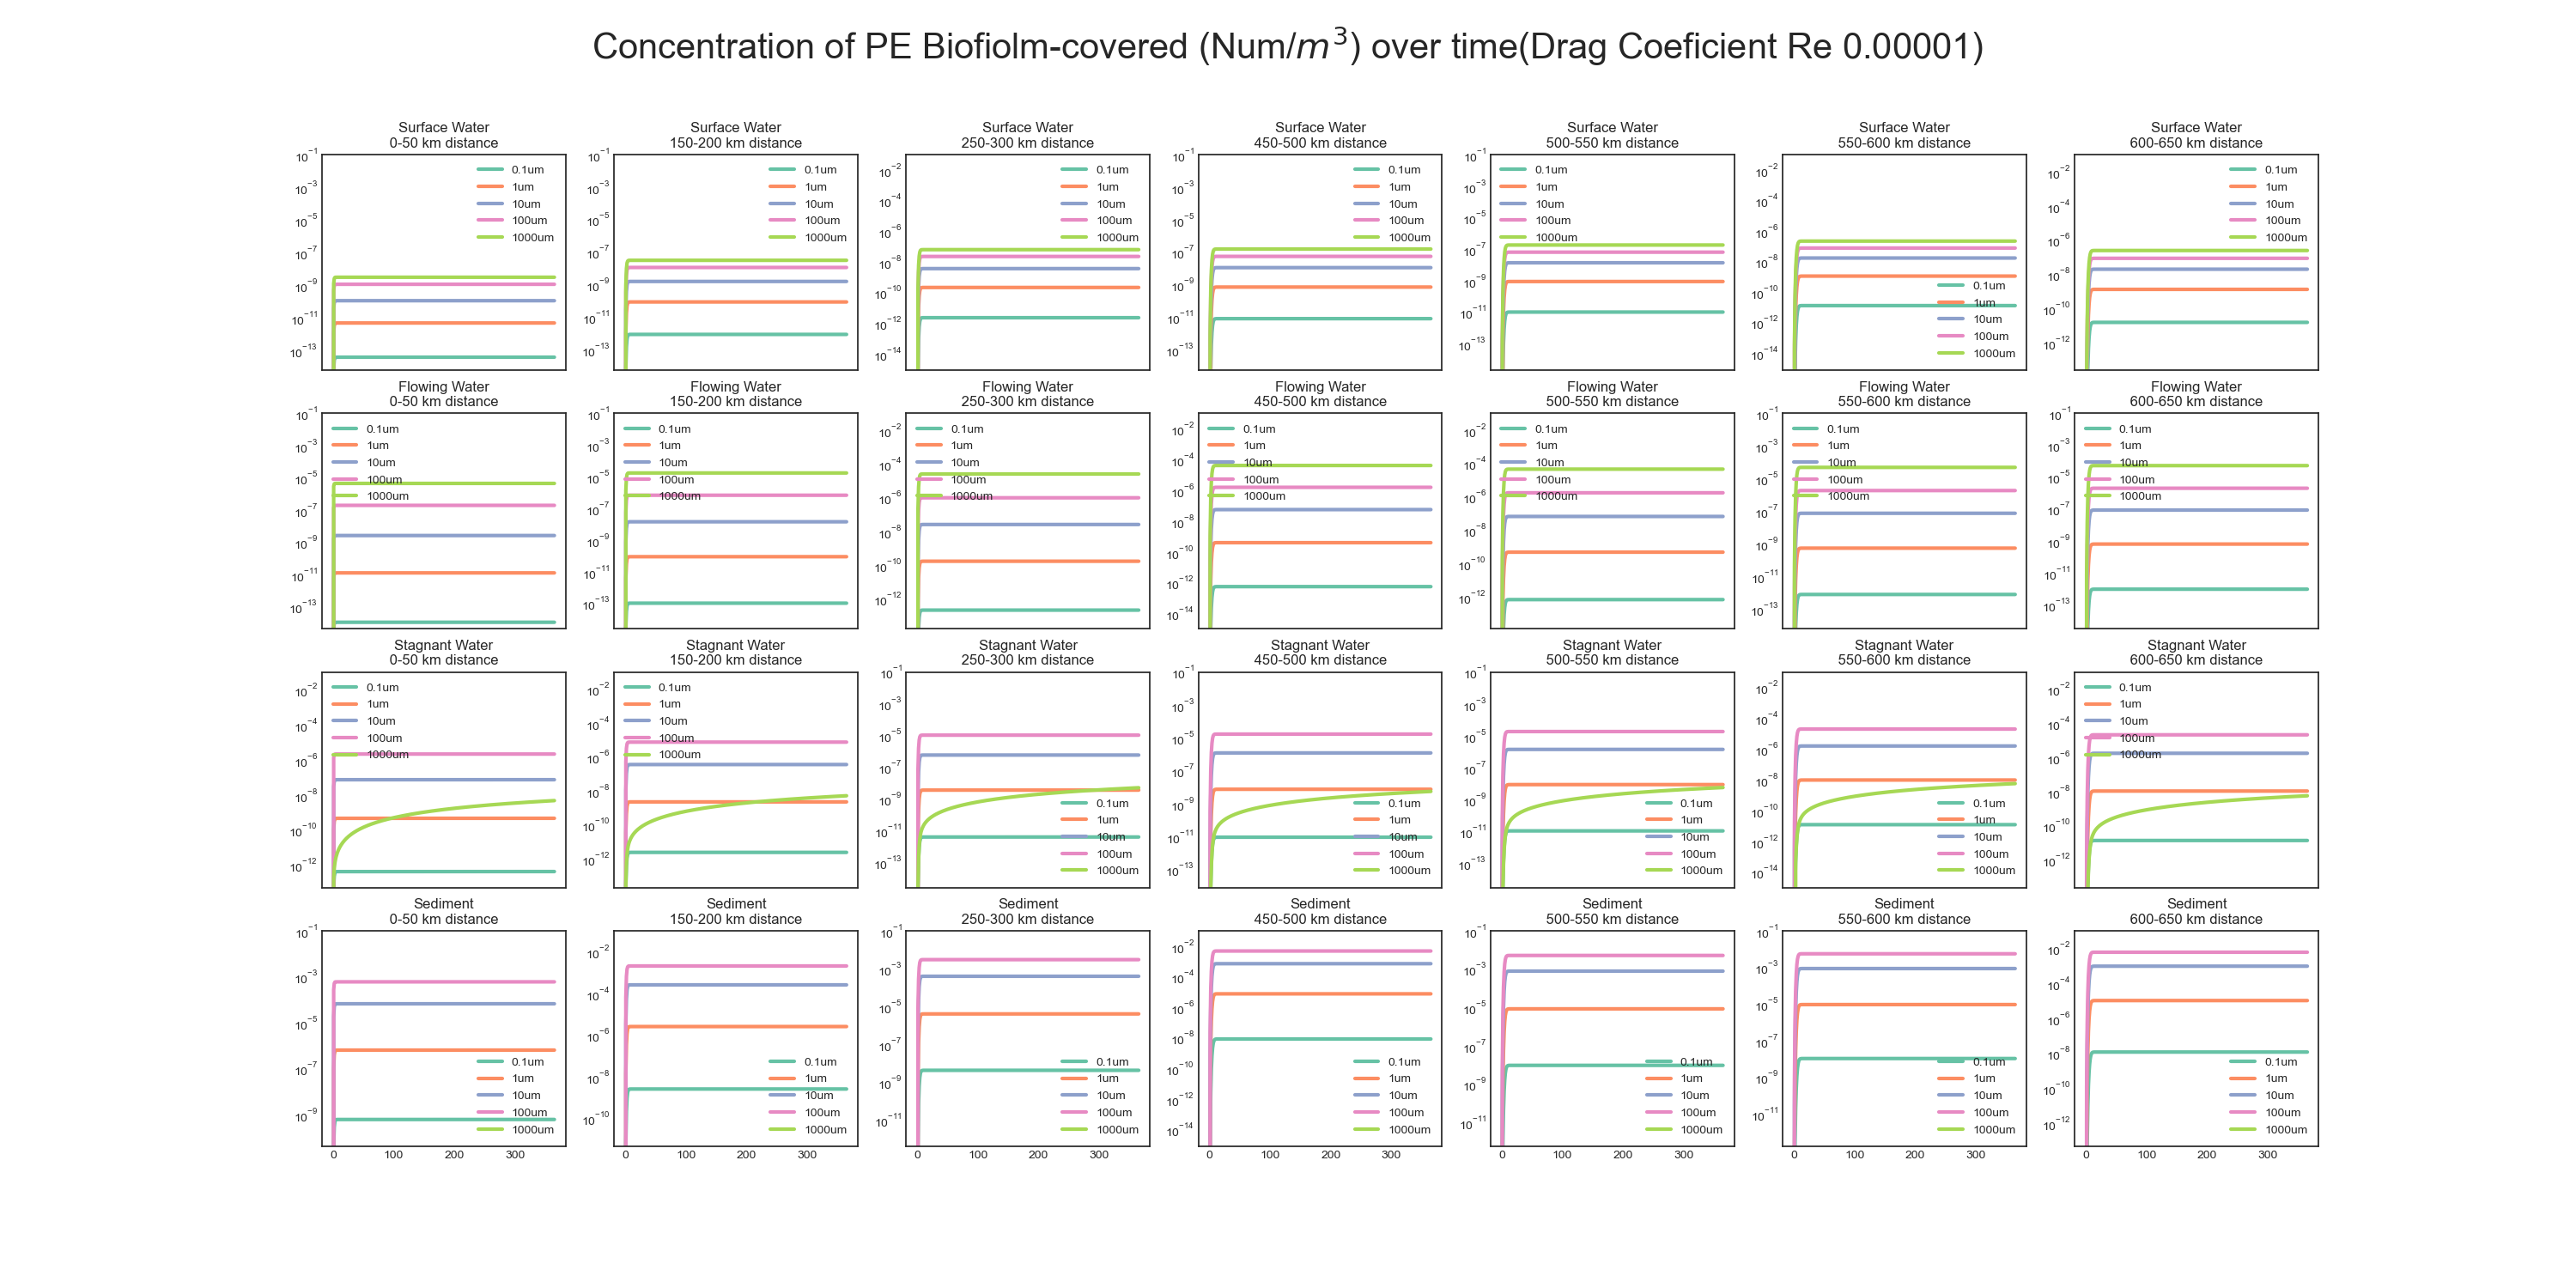 Concentration of PE Biofiolm-covered (Num/m³) over time(Drag Coeficient Re 0.00001)
Surface Water
0-50 km distance
10⁻¹ 10⁻³ 10⁻⁵ 10⁻⁷ 10⁻⁹ 10⁻¹¹ 10⁻¹³
0.1um
1um
10um
100um
1000um
Surface Water
150-200 km distance
10⁻¹ 10⁻³ 10⁻⁵ 10⁻⁷ 10⁻⁹ 10⁻¹¹ 10⁻¹³
0.1um
1um
10um
100um
1000um
Surface Water
250-300 km distance
10⁻² 10⁻⁴ 10⁻⁶ 10⁻⁸ 10⁻¹⁰ 10⁻¹² 10⁻¹⁴
0.1um
1um
10um
100um
1000um
Surface Water
450-500 km distance
10⁻¹ 10⁻³ 10⁻⁵ 10⁻⁷ 10⁻⁹ 10⁻¹¹ 10⁻¹³
0.1um
1um
10um
100um
1000um
Surface Water
500-550 km distance
10⁻¹ 10⁻³ 10⁻⁵ 10⁻⁷ 10⁻⁹ 10⁻¹¹ 10⁻¹³
0.1um
1um
10um
100um
1000um
Surface Water
550-600 km distance
10⁻² 10⁻⁴ 10⁻⁶ 10⁻⁸ 10⁻¹⁰ 10⁻¹² 10⁻¹⁴
0.1um
1um
10um
100um
1000um
Surface Water
600-650 km distance
10⁻² 10⁻⁴ 10⁻⁶ 10⁻⁸ 10⁻¹⁰ 10⁻¹²
0.1um
1um
10um
100um
1000um
Flowing Water
0-50 km distance
10⁻¹ 10⁻³ 10⁻⁵ 10⁻⁷ 10⁻⁹ 10⁻¹¹ 10⁻¹³
0.1um
1um
10um
100um
1000um
Flowing Water
150-200 km distance
10⁻¹ 10⁻³ 10⁻⁵ 10⁻⁷ 10⁻⁹ 10⁻¹¹ 10⁻¹³
0.1um
1um
10um
100um
1000um
Flowing Water
250-300 km distance
10⁻² 10⁻⁴ 10⁻⁶ 10⁻⁸ 10⁻¹⁰ 10⁻¹²
0.1um
1um
10um
100um
1000um
Flowing Water
450-500 km distance
10⁻² 10⁻⁴ 10⁻⁶ 10⁻⁸ 10⁻¹⁰ 10⁻¹² 10⁻¹⁴
0.1um
1um
10um
100um
1000um
Flowing Water
500-550 km distance
10⁻² 10⁻⁴ 10⁻⁶ 10⁻⁸ 10⁻¹⁰ 10⁻¹²
0.1um
1um
10um
100um
1000um
Flowing Water
550-600 km distance
10⁻¹ 10⁻³ 10⁻⁵ 10⁻⁷ 10⁻⁹ 10⁻¹¹ 10⁻¹³
0.1um
1um
10um
100um
1000um
Flowing Water
600-650 km distance
10⁻¹ 10⁻³ 10⁻⁵ 10⁻⁷ 10⁻⁹ 10⁻¹¹ 10⁻¹³
0.1um
1um
10um
100um
1000um
Stagnant Water
0-50 km distance
10⁻² 10⁻⁴ 10⁻⁶ 10⁻⁸ 10⁻¹⁰ 10⁻¹²
0.1um
1um
10um
100um
1000um
Stagnant Water
150-200 km distance
10⁻² 10⁻⁴ 10⁻⁶ 10⁻⁸ 10⁻¹⁰ 10⁻¹²
0.1um
1um
10um
100um
1000um
Stagnant Water
250-300 km distance
10⁻¹ 10⁻³ 10⁻⁵ 10⁻⁷ 10⁻⁹ 10⁻¹¹ 10⁻¹³
0.1um
1um
10um
100um
1000um
Stagnant Water
450-500 km distance
10⁻¹ 10⁻³ 10⁻⁵ 10⁻⁷ 10⁻⁹ 10⁻¹¹ 10⁻¹³
0.1um
1um
10um
100um
1000um
Stagnant Water
500-550 km distance
10⁻¹ 10⁻³ 10⁻⁵ 10⁻⁷ 10⁻⁹ 10⁻¹¹ 10⁻¹³
0.1um
1um
10um
100um
1000um
Stagnant Water
550-600 km distance
10⁻² 10⁻⁴ 10⁻⁶ 10⁻⁸ 10⁻¹⁰ 10⁻¹² 10⁻¹⁴
0.1um
1um
10um
100um
1000um
Stagnant Water
600-650 km distance
10⁻² 10⁻⁴ 10⁻⁶ 10⁻⁸ 10⁻¹⁰ 10⁻¹²
0.1um
1um
10um
100um
1000um
Sediment
0-50 km distance
10⁻¹ 10⁻³ 10⁻⁵ 10⁻⁷ 10⁻⁹
0.1um
1um
10um
100um
1000um
0 100 200 300
Sediment
150-200 km distance
10⁻² 10⁻⁴ 10⁻⁶ 10⁻⁸ 10⁻¹⁰
0.1um
1um
10um
100um
1000um
0 100 200 300
Sediment
250-300 km distance
10⁻¹ 10⁻³ 10⁻⁵ 10⁻⁷ 10⁻⁹ 10⁻¹¹
0.1um
1um
10um
100um
1000um
0 100 200 300
Sediment
450-500 km distance
10⁻² 10⁻⁴ 10⁻⁶ 10⁻⁸ 10⁻¹⁰ 10⁻¹² 10⁻¹⁴
0.1um
1um
10um
100um
1000um
0 100 200 300
Sediment
500-550 km distance
10⁻¹ 10⁻³ 10⁻⁵ 10⁻⁷ 10⁻⁹ 10⁻¹¹
0.1um
1um
10um
100um
1000um
0 100 200 300
Sediment
550-600 km distance
10⁻¹ 10⁻³ 10⁻⁵ 10⁻⁷ 10⁻⁹ 10⁻¹¹
0.1um
1um
10um
100um
1000um
0 100 200 300
Sediment
600-650 km distance
10⁻² 10⁻⁴ 10⁻⁶ 10⁻⁸ 10⁻¹⁰ 10⁻¹²
0.1um
1um
10um
100um
1000um
0 100 200 300